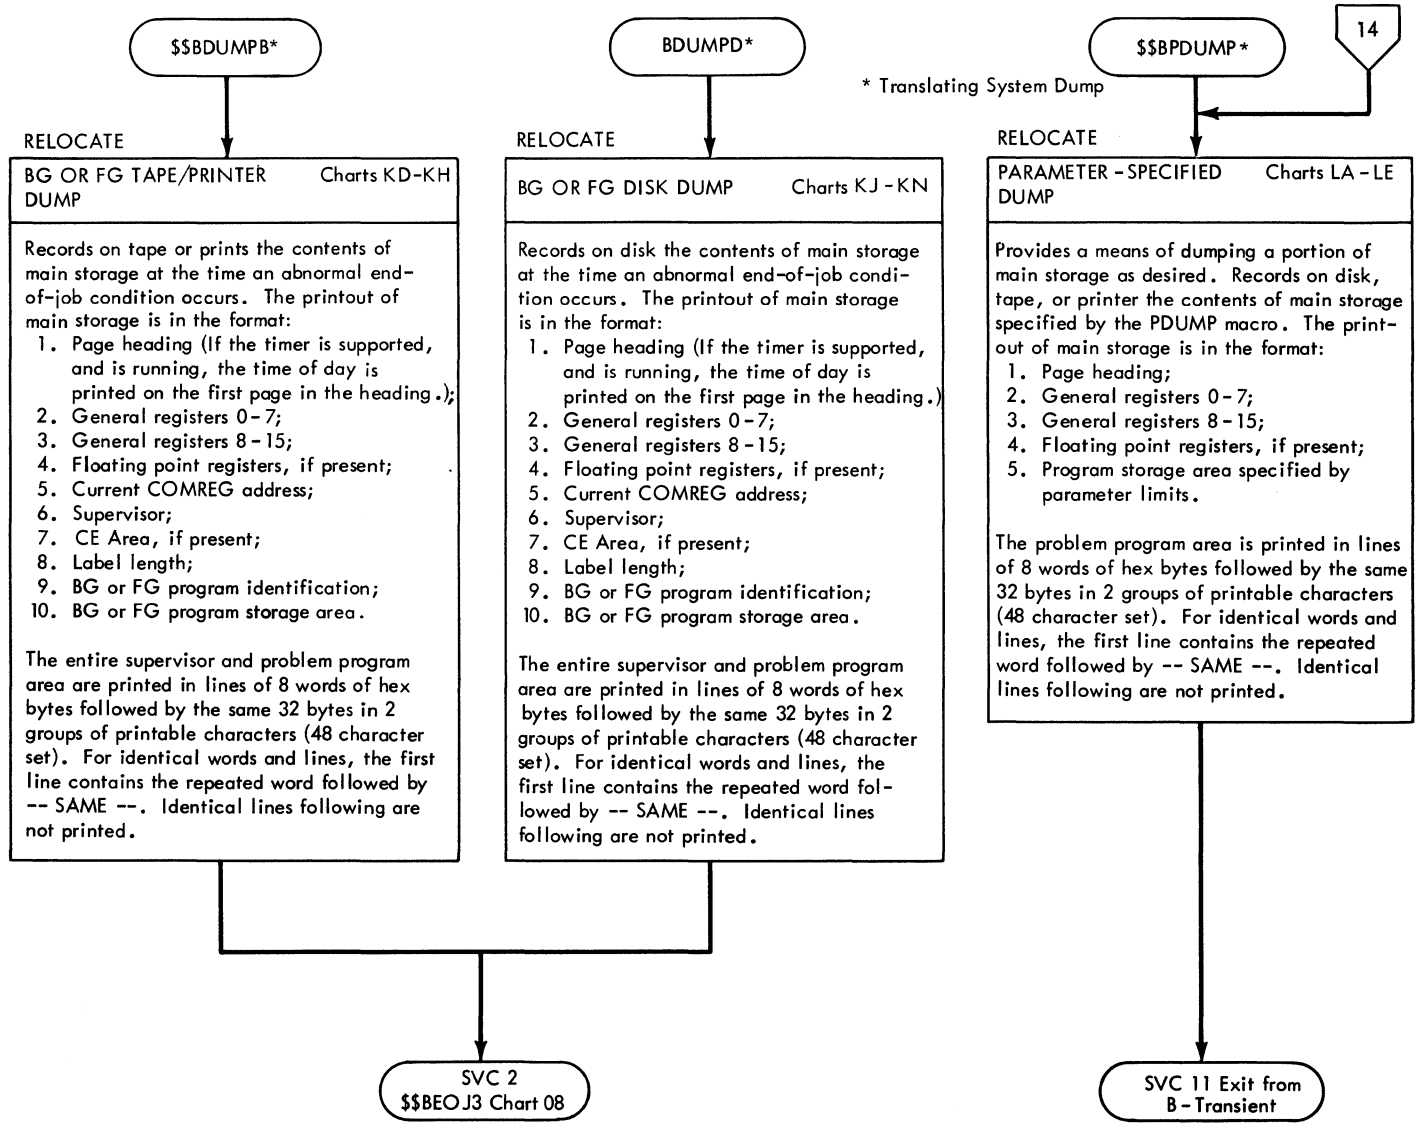 $$BDUMPB*
BDUMPD*
$$BPDUMP*
14
* Translating System Dump
RELOCATE
BG OR FG TAPE/PRINTER Charts KD-KH
DUMP
Records on tape or prints the contents of
main storage at the time an abnormal end-
of-job condition occurs. The printout of
main storage is in the format:
1. Page heading (If the timer is supported,
and is running, the time of day is
printed on the first page in the heading.);
2. General registers 0-7;
3. General registers 8-15;
4. Floating point registers, if present;
5. Current COMREG address;
6. Supervisor;
7. CE Area, if present;
8. Label length;
9. BG or FG program identification;
10. BG or FG program storage area.
The entire supervisor and problem program
area are printed in lines of 8 words of hex
bytes followed by the same 32 bytes in 2
groups of printable characters (48 character
set). For identical words and lines, the first
line contains the repeated word followed by
-- SAME --. Identical lines following are
not printed.
RELOCATE
BG OR FG DISK DUMP Charts KJ-KN
Records on disk the contents of main storage
at the time an abnormal end-of-job condi-
tion occurs. The printout of main storage
is in the format:
1. Page heading (If the timer is supported,
and is running, the time of day is
printed on the first page in the heading.)
2. General registers 0-7;
3. General registers 8-15;
4. Floating point registers, if present;
5. Current COMREG address;
6. Supervisor;
7. CE Area, if present;
8. Label length;
9. BG or FG program identification;
10. BG or FG program storage area.
The entire supervisor and problem program
area are printed in lines of 8 words of hex
bytes followed by the same 32 bytes in 2
groups of printable characters (48 character
set). For identical words and lines, the
first line contains the repeated word fol-
lowed by -- SAME --. Identical lines
following are not printed.
RELOCATE
PARAMETER-SPECIFIED Charts LA-LE
DUMP
Provides a means of dumping a portion of
main storage as desired. Records on disk,
tape, or printer the contents of main storage
specified by the PDUMP macro. The print-
out of main storage is in the format:
1. Page heading;
2. General registers 0-7;
3. General registers 8-15;
4. Floating point registers, if present;
5. Program storage area specified by
parameter limits.
The problem program area is printed in lines
of 8 words of hex bytes followed by the same
32 bytes in 2 groups of printable characters
(48 character set). For identical words and
lines, the first line contains the repeated
word followed by -- SAME --. Identical
lines following are not printed.
SVC 2
$$BEOJ3 Chart 08
SVC 11 Exit from
B-Transient